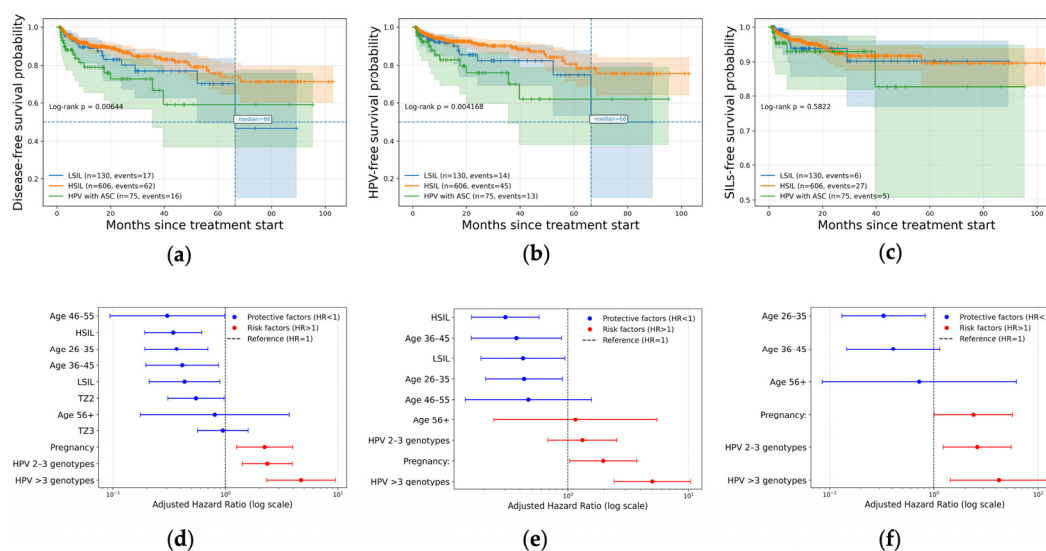 Disease-free survival probability
1.0
0.8
0.6
0.4
0.2
Log-rank p = 0.00644
median=66
LSIL (n=130, events=17)
HSIL (n=606, events=62)
HPV with ASC (n=75, events=16)
0 20 40 60 80 100
Months since treatment start
(a)
HPV-free survival probability
1.0
0.8
0.6
0.4
0.2
Log-rank p = 0.004168
median=66
LSIL (n=130, events=14)
HSIL (n=606, events=45)
HPV with ASC (n=75, events=13)
0 20 40 60 80 100
Months since treatment start
(b)
SILs-free survival probability
1.0
0.9
0.8
0.7
0.6
0.5
Log-rank p = 0.5822
LSIL (n=130, events=6)
HSIL (n=606, events=27)
HPV with ASC (n=75, events=5)
0 20 40 60 80 100
Months since treatment start
(c)
Age 46–55
HSIL
Age 26–35
Age 36–45
LSIL
TZ2
Age 56+
TZ3
Pregnancy
HPV 2–3 genotypes
HPV >3 genotypes
Protective factors (HR<1)
Risk factors (HR>1)
Reference (HR=1)
10⁻¹ 10⁰ 10¹
Adjusted Hazard Ratio (log scale)
(d)
HSIL
Age 36–45
LSIL
Age 26–35
Age 46–55
Age 56+
HPV 2–3 genotypes
Pregnancy:
HPV >3 genotypes
Protective factors (HR<1)
Risk factors (HR>1)
Reference (HR=1)
10⁰ 10¹
Adjusted Hazard Ratio (log scale)
(e)
Age 26–35
Age 36–45
Age 56+
Pregnancy:
HPV 2–3 genotypes
HPV >3 genotypes
Protective factors (HR<1)
Risk factors (HR>1)
Reference (HR=1)
10⁻¹ 10⁰ 10¹
Adjusted Hazard Ratio (log scale)
(f)